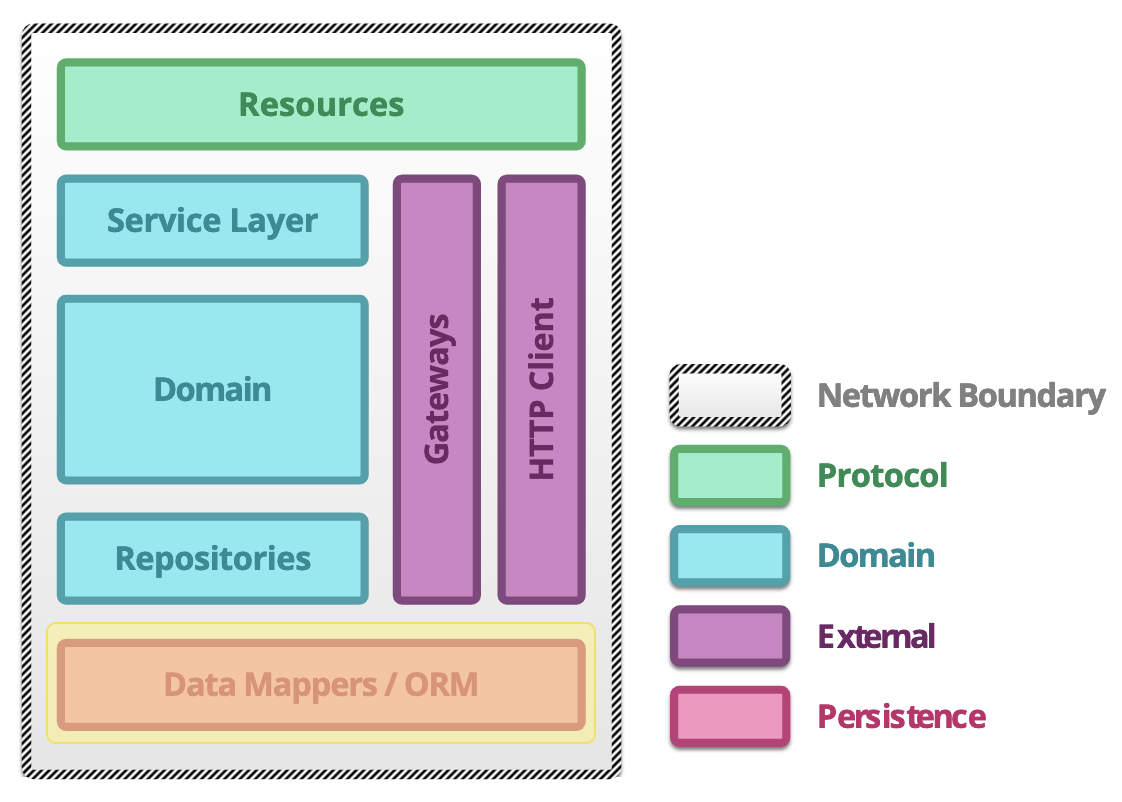 Resources
Service Layer
Gateways
HTTP Client
Domain
Repositories
Data Mappers / ORM
Network Boundary
Protocol
Domain
External
Persistence